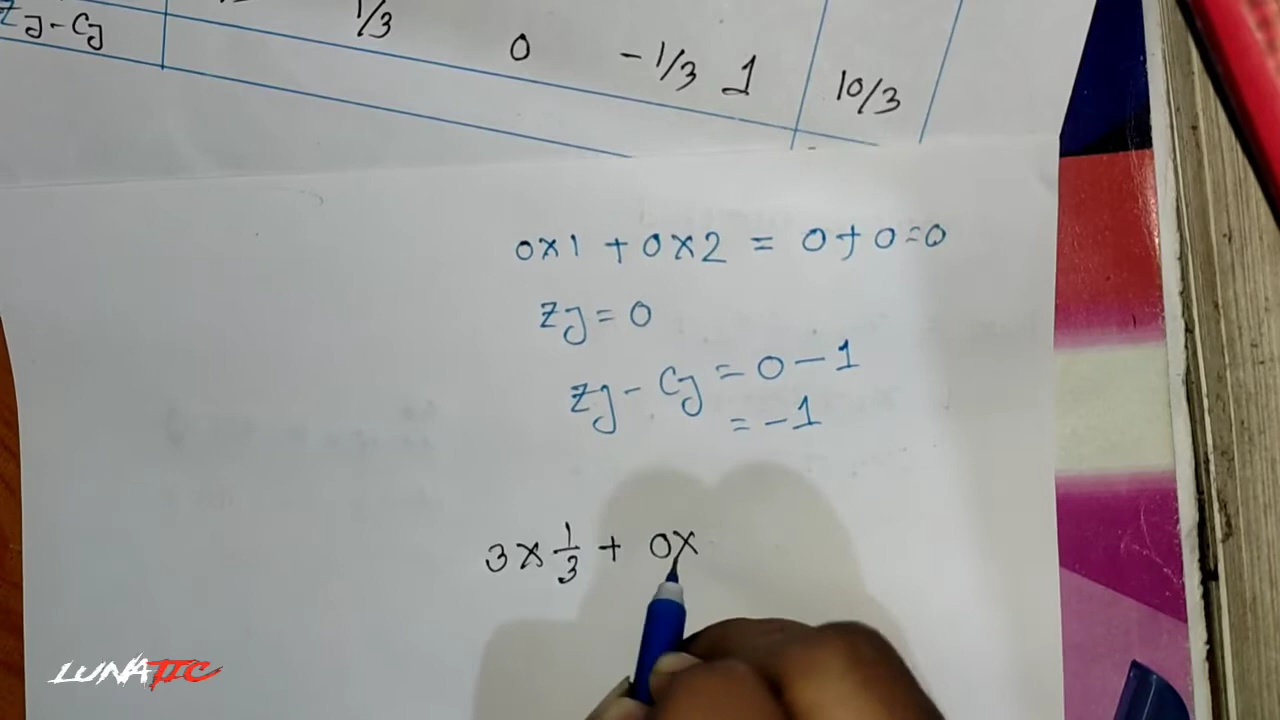 Zj - Cj 1/3 0 -1/3 1 10/3
0x1 + 0x2 = 0+0=0
Zj = 0
Zj - Cj = 0 - 1
= -1
3x 1/3 + 0x
LUNATIC